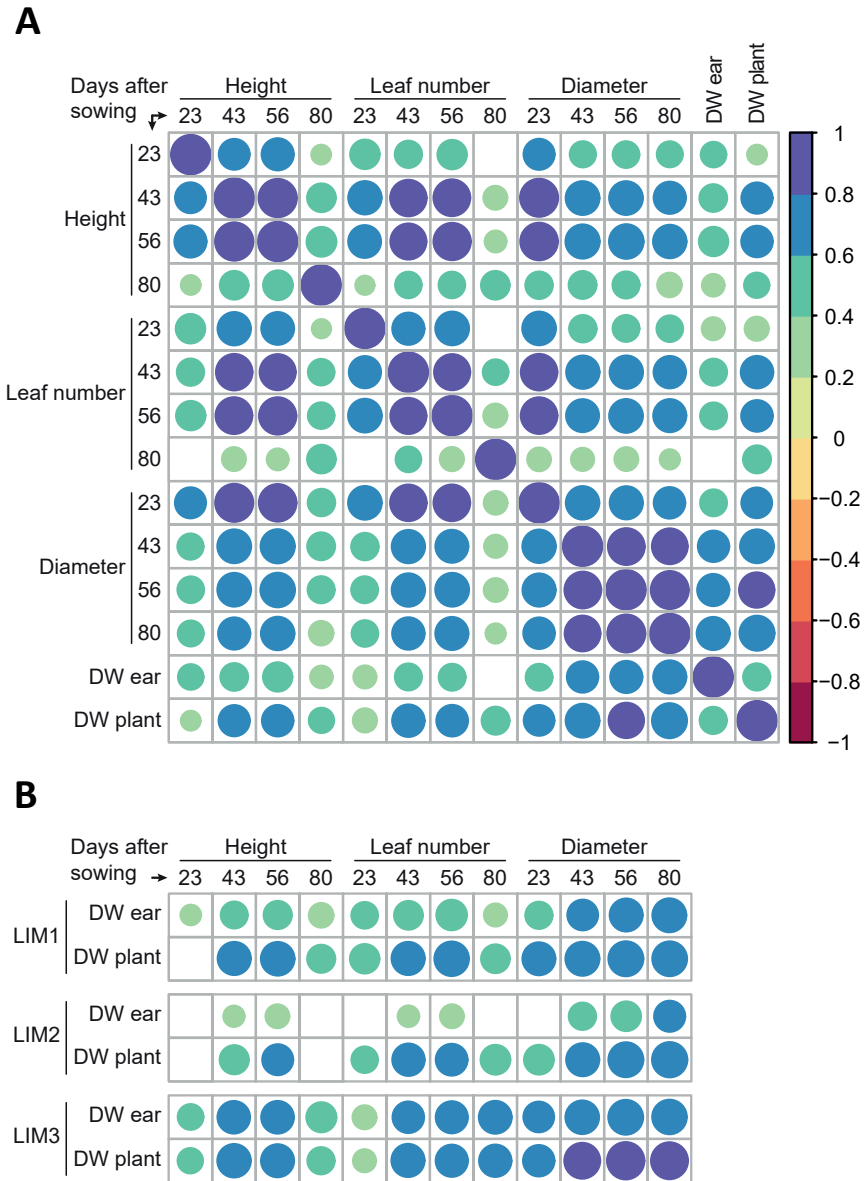 A
Days after sowing
Height Leaf number Diameter DW ear DW plant
23 43 56 80 23 43 56 80 23 43 56 80
Height
23
43
56
80
Leaf number
23
43
56
80
Diameter
23
43
56
80
DW ear
DW plant
1
0.8
0.6
0.4
0.2
0
−0.2
−0.4
−0.6
−0.8
−1
B
Days after sowing
Height Leaf number Diameter
23 43 56 80 23 43 56 80 23 43 56 80
LIM1
DW ear
DW plant
LIM2
DW ear
DW plant
LIM3
DW ear
DW plant